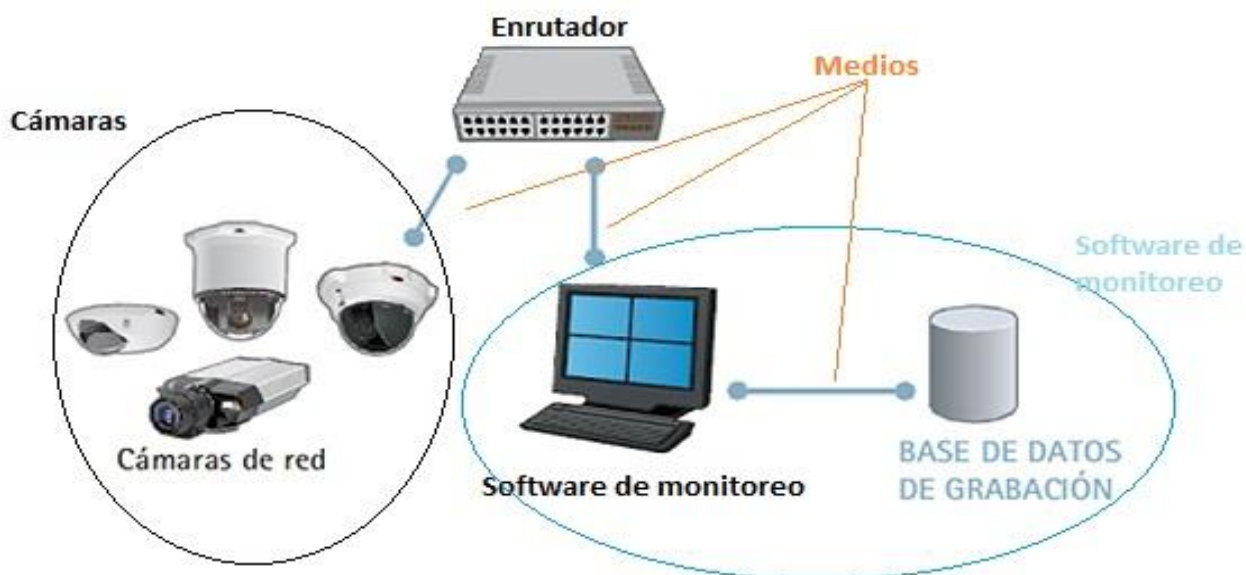 Enrutador
Medios
Cámaras
Software de
monitoreo
Cámaras de red
Software de monitoreo
BASE DE DATOS
DE GRABACIÓN